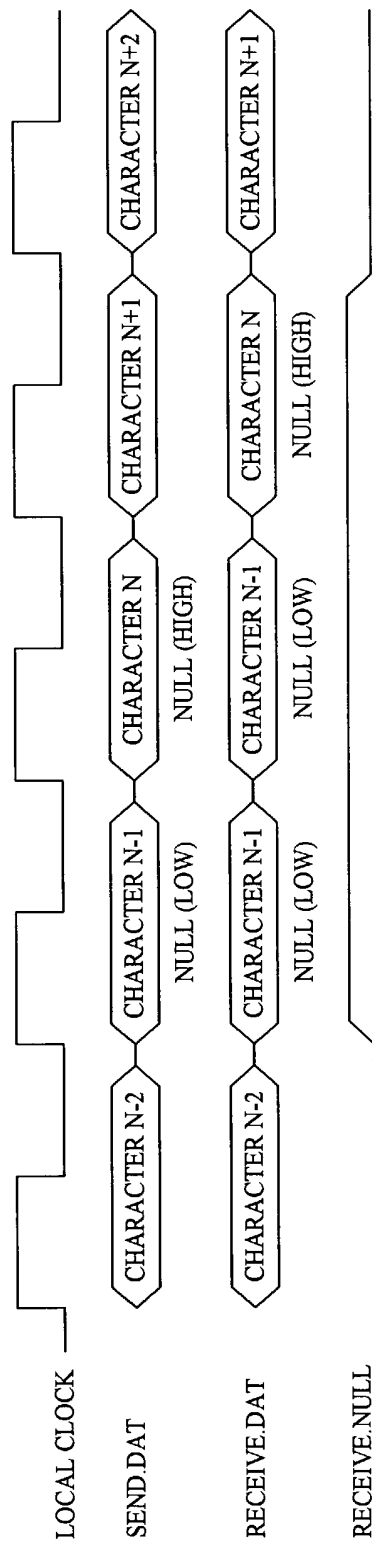 LOCAL CLOCK
SEND.DAT
CHARACTER N-2
CHARACTER N-1
CHARACTER N
CHARACTER N+1
CHARACTER N+2
NULL (LOW)
NULL (HIGH)
RECEIVE.DAT
CHARACTER N-2
CHARACTER N-1
CHARACTER N-1
CHARACTER N
CHARACTER N+1
NULL (LOW)
NULL (LOW)
NULL (HIGH)
RECEIVE.NULL